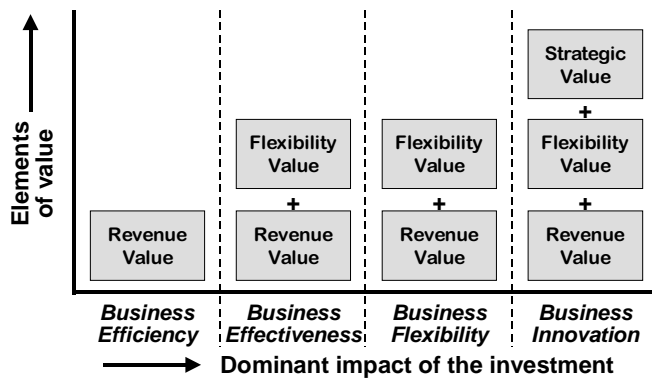 Elements
of value
Strategic
Value
+
Flexibility
Value
Flexibility
Value
Flexibility
Value
+
+
+
Revenue
Value
Revenue
Value
Revenue
Value
Revenue
Value
Business
Efficiency
Business
Effectiveness
Business
Flexibility
Business
Innovation
Dominant impact of the investment